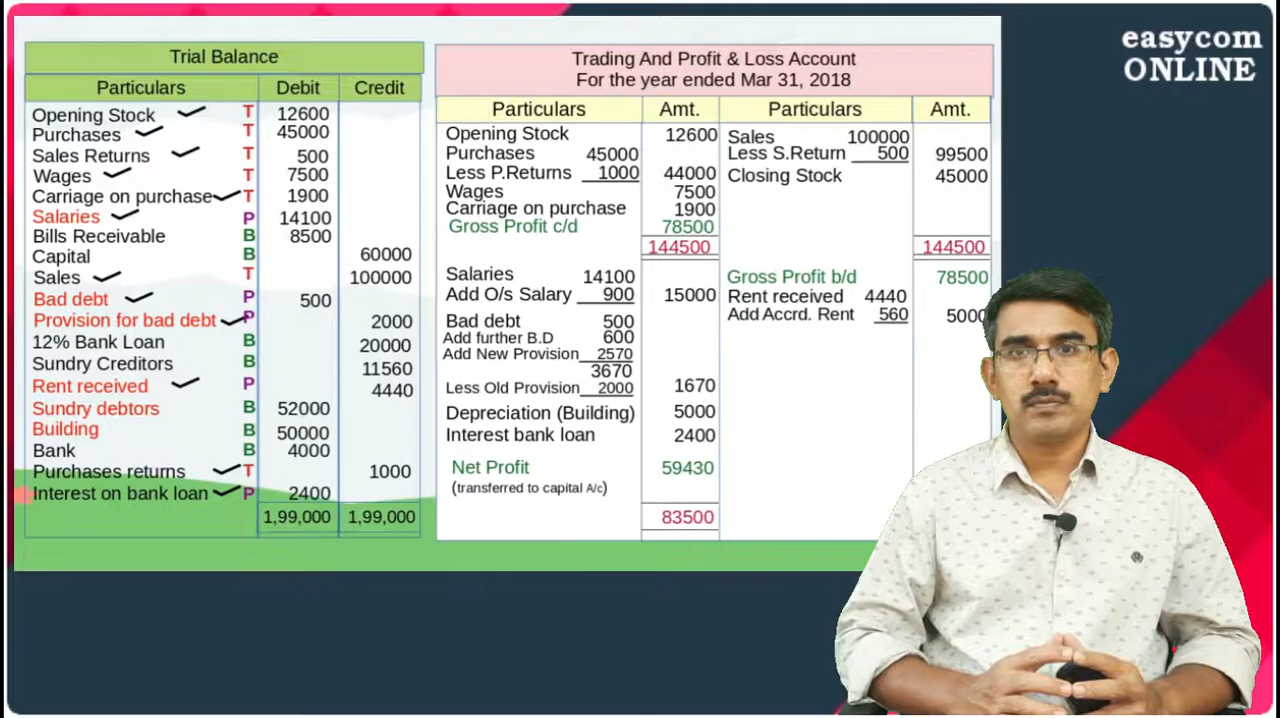 easycom
ONLINE
Trial Balance
Particulars Debit Credit
Opening Stock T 12600
Purchases T 45000
Sales Returns T 500
Wages T 7500
Carriage on purchase T 1900
Salaries P 14100
Bills Receivable B 8500
Capital B 60000
Sales T 100000
Bad debt P 500
Provision for bad debt P 2000
12% Bank Loan B 20000
Sundry Creditors B 11560
Rent received P 4440
Sundry debtors B 52000
Building B 50000
Bank B 4000
Purchases returns T 1000
Interest on bank loan P 2400
1,99,000 1,99,000
Trading And Profit & Loss Account
For the year ended Mar 31, 2018
Particulars Amt. Particulars Amt.
Opening Stock 12600 Sales 100000
Purchases 45000 Less S.Return 500 99500
Less P.Returns 1000 44000 Closing Stock 45000
Wages 7500
Carriage on purchase 1900
Gross Profit c/d 78500
144500 144500
Salaries 14100 Gross Profit b/d 78500
Add O/s Salary 900 15000 Rent received 4440
Bad debt 500 Add Accrd. Rent 560 5000
Add further B.D 600
Add New Provision 2570
3670
Less Old Provision 2000 1670
Depreciation (Building) 5000
Interest bank loan 2400
Net Profit 59430
(transferred to capital A/c)
83500